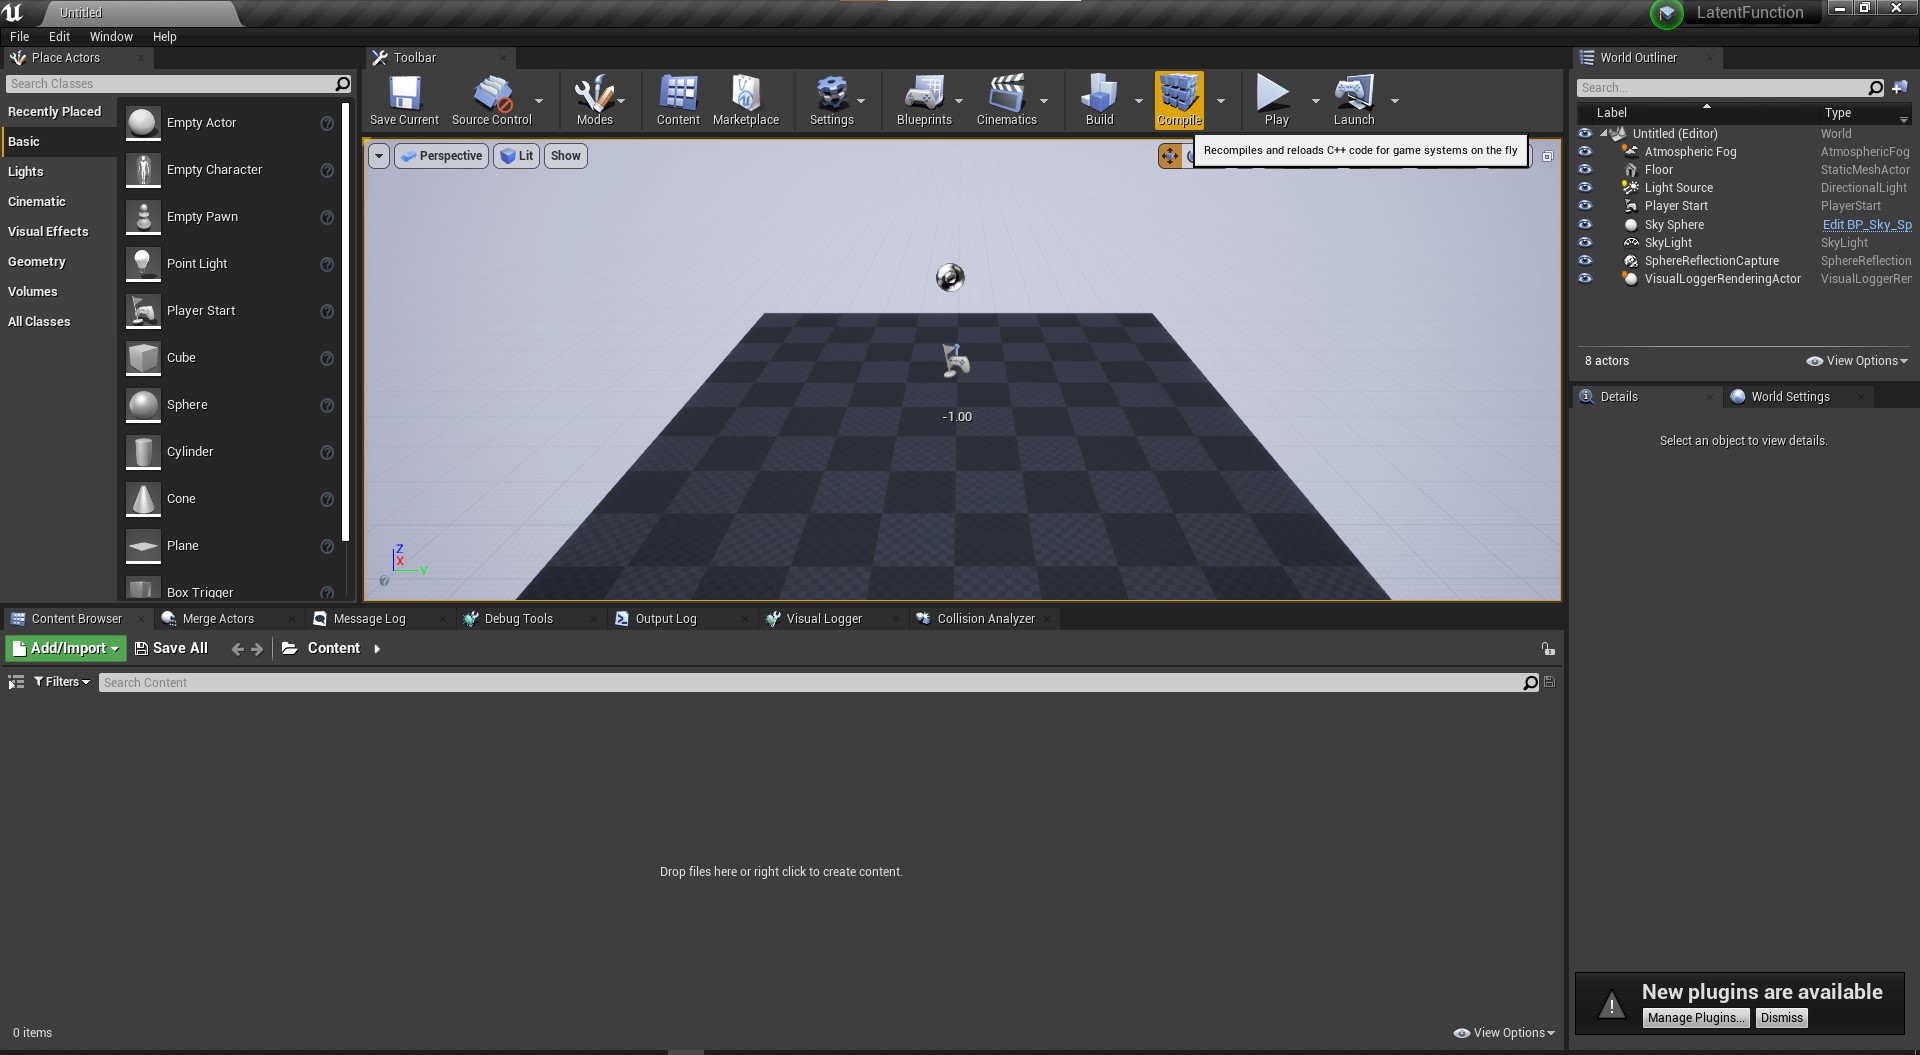 Untitled
LatentFunction
File Edit Window Help
Place Actors
Search Classes
Recently Placed
Basic
Lights
Cinematic
Visual Effects
Geometry
Volumes
All Classes
Empty Actor
Empty Character
Empty Pawn
Point Light
Player Start
Cube
Sphere
Cylinder
Cone
Plane
Box Trigger
Toolbar
Save Current Source Control Modes Content Marketplace Settings Blueprints Cinematics Build Compile Play Launch
Recompiles and reloads C++ code for game systems on the fly
Perspective Lit Show
-1.00
Z
X
Y
World Outliner
Search...
Label Type
Untitled (Editor) World
Atmospheric Fog AtmosphericFog
Floor StaticMeshActor
Light Source DirectionalLight
Player Start PlayerStart
Sky Sphere Edit BP_Sky_Sp
SkyLight SkyLight
SphereReflectionCapture SphereReflection
VisualLoggerRenderingActor VisualLoggerRer
8 actors View Options
Details World Settings
Select an object to view details.
Content Browser Merge Actors Message Log Debug Tools Output Log Visual Logger Collision Analyzer
Add/Import Save All Content
Filters Search Content
Drop files here or right click to create content.
0 items View Options
New plugins are available
Manage Plugins... Dismiss